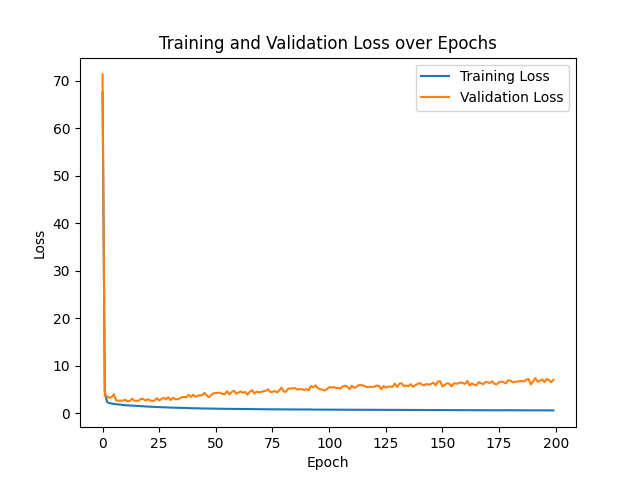 Training and Validation Loss over Epochs
Training Loss
Validation Loss
Loss
70
60
50
40
30
20
10
0
0 25 50 75 100 125 150 175 200
Epoch